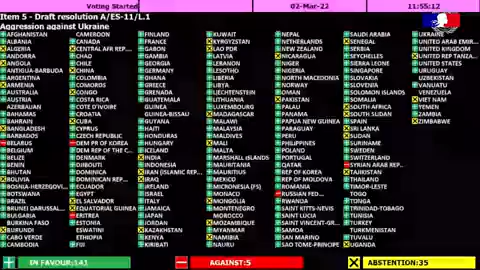 Voting Started 02-Mar-22 11:55:12
Item 5 - Draft resolution A/ES-11/L.1
Aggression against Ukraine
AFGHANISTAN
ALBANIA
ALGERIA
ANDORRA
ANGOLA
ANTIGUA-BARBUDA
ARGENTINA
ARMENIA
AUSTRALIA
AUSTRIA
AZERBAIJAN
BAHAMAS
BAHRAIN
BANGLADESH
BARBADOS
BELARUS
BELGIUM
BELIZE
BENIN
BHUTAN
BOLIVIA
BOSNIA-HERZEGOVI...
BOTSWANA
BRAZIL
BRUNEI DARUSSAL...
BULGARIA
BURKINA FASO
BURUNDI
CABO VERDE
CAMBODIA
CAMEROON
CANADA
CENTRAL AFR REP...
CHAD
CHILE
CHINA
COLOMBIA
COMOROS
CONGO
COSTA RICA
COTE D'IVOIRE
CROATIA
CUBA
CYPRUS
CZECH REPUBLIC
DEM PR OF KOREA
DEM REP OF THE C...
DENMARK
DJIBOUTI
DOMINICA
DOMINICAN REP...
ECUADOR
EGYPT
EL SALVADOR
EQUATORIAL GUINEA
ERITREA
ESTONIA
ESWATINI
ETHIOPIA
FIJI
FINLAND
FRANCE
GABON
GAMBIA
GEORGIA
GERMANY
GHANA
GREECE
GRENADA
GUATEMALA
GUINEA
GUINEA-BISSAU
GUYANA
HAITI
HONDURAS
HUNGARY
ICELAND
INDIA
INDONESIA
IRAN (ISLAMIC REP...
IRAQ
IRELAND
ISRAEL
ITALY
JAMAICA
JAPAN
JORDAN
KAZAKHSTAN
KENYA
KIRIBATI
KUWAIT
KYRGYZSTAN
LAO PDR
LATVIA
LEBANON
LESOTHO
LIBERIA
LIBYA
LIECHTENSTEIN
LITHUANIA
LUXEMBOURG
MADAGASCAR
MALAWI
MALAYSIA
MALDIVES
MALI
MALTA
MARSHALL ISLANDS
MAURITANIA
MAURITIUS
MEXICO
MICRONESIA (FS)
MONACO
MONGOLIA
MONTENEGRO
MOROCCO
MOZAMBIQUE
MYANMAR
NAMIBIA
NAURU
NEPAL
NETHERLANDS
NEW ZEALAND
NICARAGUA
NIGER
NIGERIA
NORTH MACEDONIA
NORWAY
OMAN
PAKISTAN
PALAU
PANAMA
PAPUA NEW GUINEA
PARAGUAY
PERU
PHILIPPINES
POLAND
PORTUGAL
QATAR
REP OF KOREA
REP OF MOLDOVA
ROMANIA
RUSSIAN FED...
RWANDA
SAINT KITTS-NEVIS
SAINT LUCIA
SAINT VINCENT-GR...
SAMOA
SAN MARINO
SAO TOME-PRINCIPE
SAUDI ARABIA
SENEGAL
SERBIA
SEYCHELLES
SIERRA LEONE
SINGAPORE
SLOVAKIA
SLOVENIA
SOLOMON ISLANDS
SOMALIA
SOUTH AFRICA
SOUTH SUDAN
SPAIN
SRI LANKA
SUDAN
SURINAME
SWEDEN
SWITZERLAND
SYRIAN ARAB REP...
TAJIKISTAN
THAILAND
TIMOR-LESTE
TOGO
TONGA
TRINIDAD-TOBAGO
TUNISIA
TURKEY
TURKMENISTAN
TUVALU
UGANDA
UKRAINE
UNITED ARAB EMIR...
UNITED KINGDOM
UNITED REP TANZ...
UNITED STATES
URUGUAY
UZBEKISTAN
VANUATU
VENEZUELA
VIET NAM
YEMEN
ZAMBIA
ZIMBABWE
IN FAVOUR:141 AGAINST:5 ABSTENTION:35